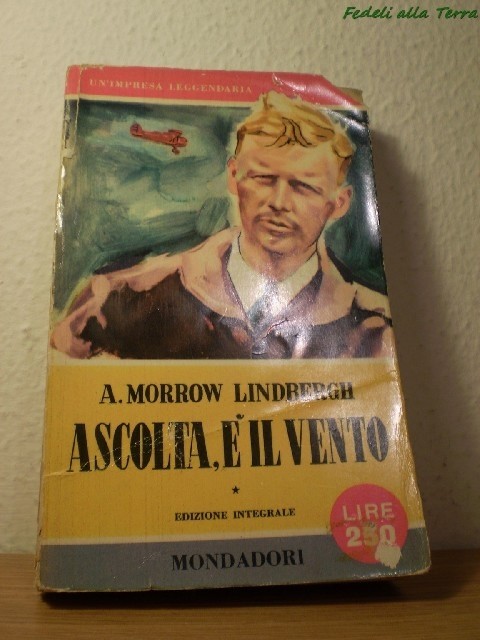 Fedeli alla Terra
UN'IMPRESA LEGGENDARIA
A. MORROW LINDBERGH
ASCOLTA, È IL VENTO
★
EDIZIONE INTEGRALE
LIRE
250
MONDADORI